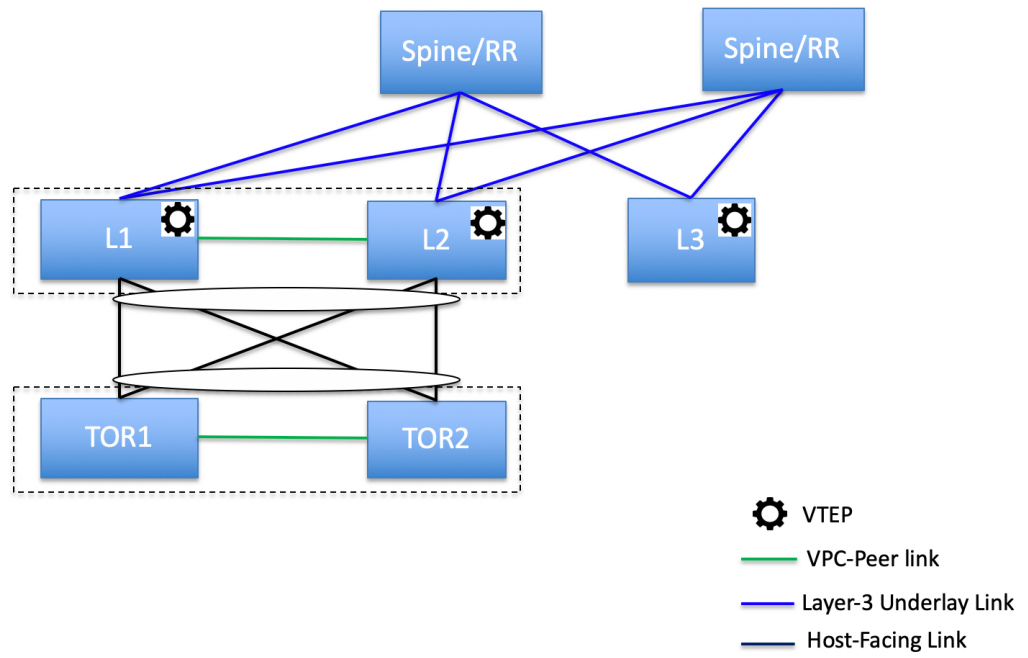 Spine/RR
Spine/RR
L1
L2
L3
TOR1
TOR2
VTEP
VPC-Peer link
Layer-3 Underlay Link
Host-Facing Link